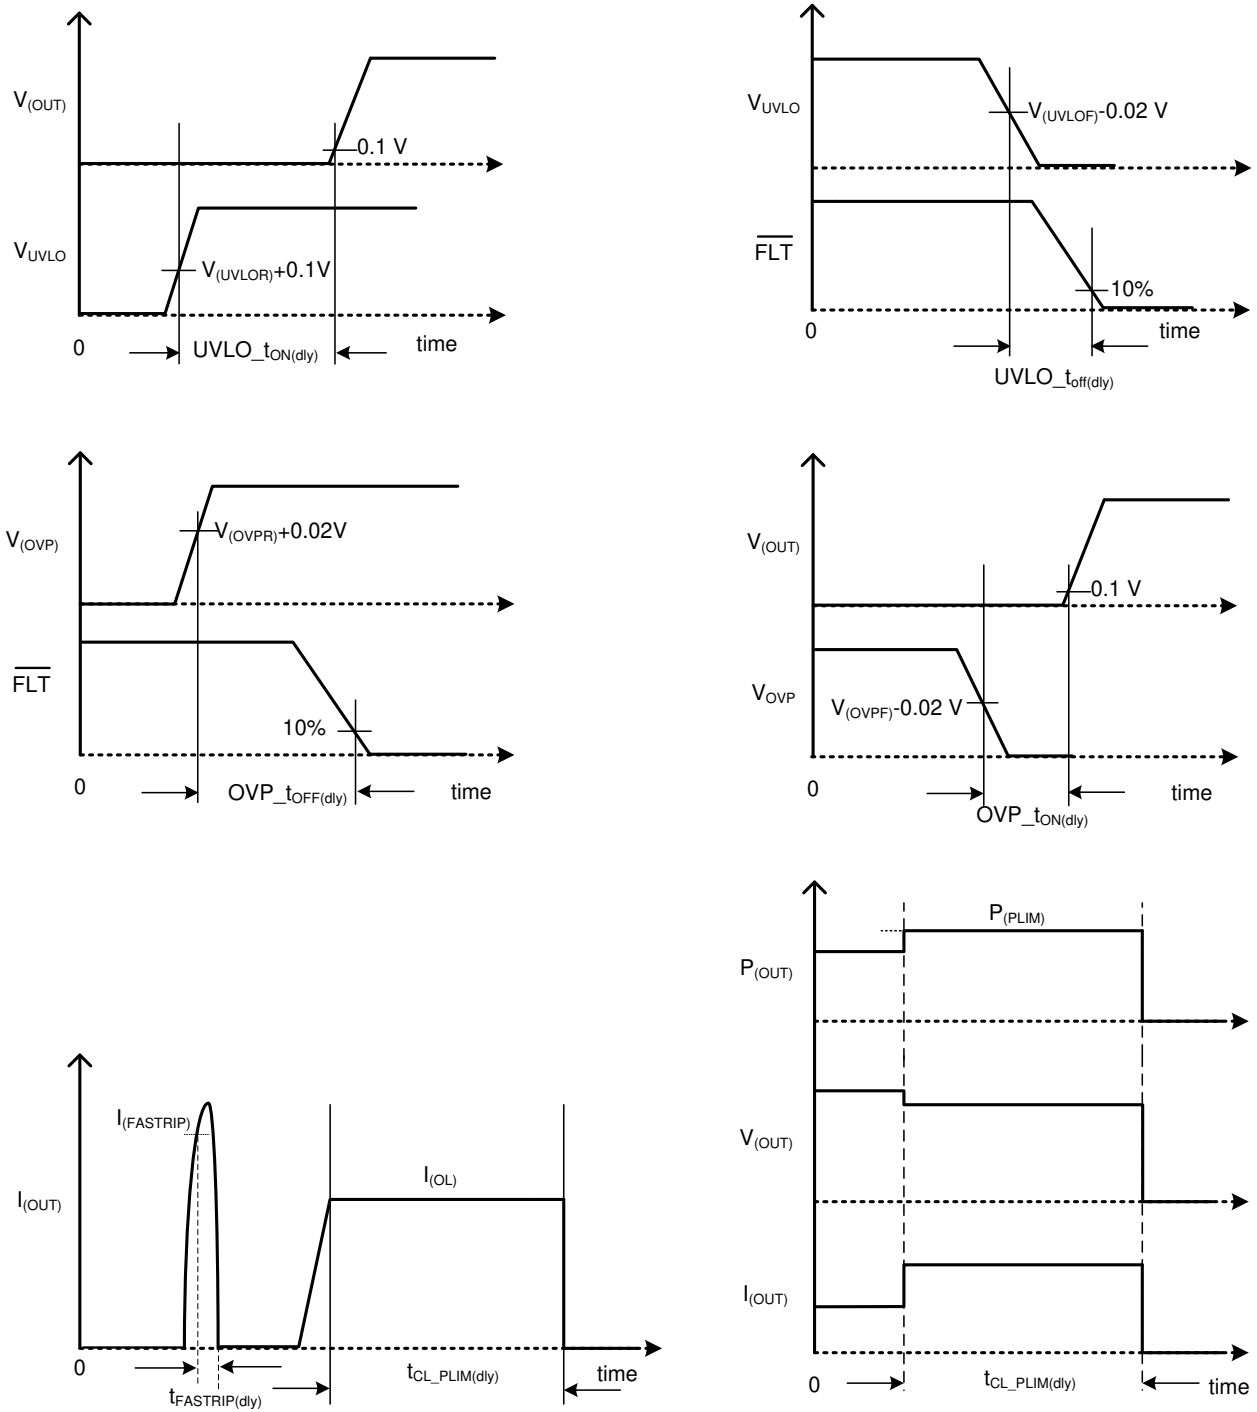 V(OUT)
0.1 V
VUVLO
V(UVLOR)+0.1V
0
UVLO_tON(dly)
time
VUVLO
V(UVLOF)-0.02 V
FLT
10%
0
time
UVLO_toff(dly)
V(OVP)
V(OVPR)+0.02V
FLT
10%
0
OVP_tOFF(dly)
time
V(OUT)
0.1 V
VOVP
V(OVPF)-0.02 V
0
time
OVP_tON(dly)
I(FASTRIP)
I(OUT)
I(OL)
0
tFASTRIP(dly)
tCL_PLIM(dly)
time
P(PLIM)
P(OUT)
V(OUT)
I(OUT)
0
tCL_PLIM(dly)
time